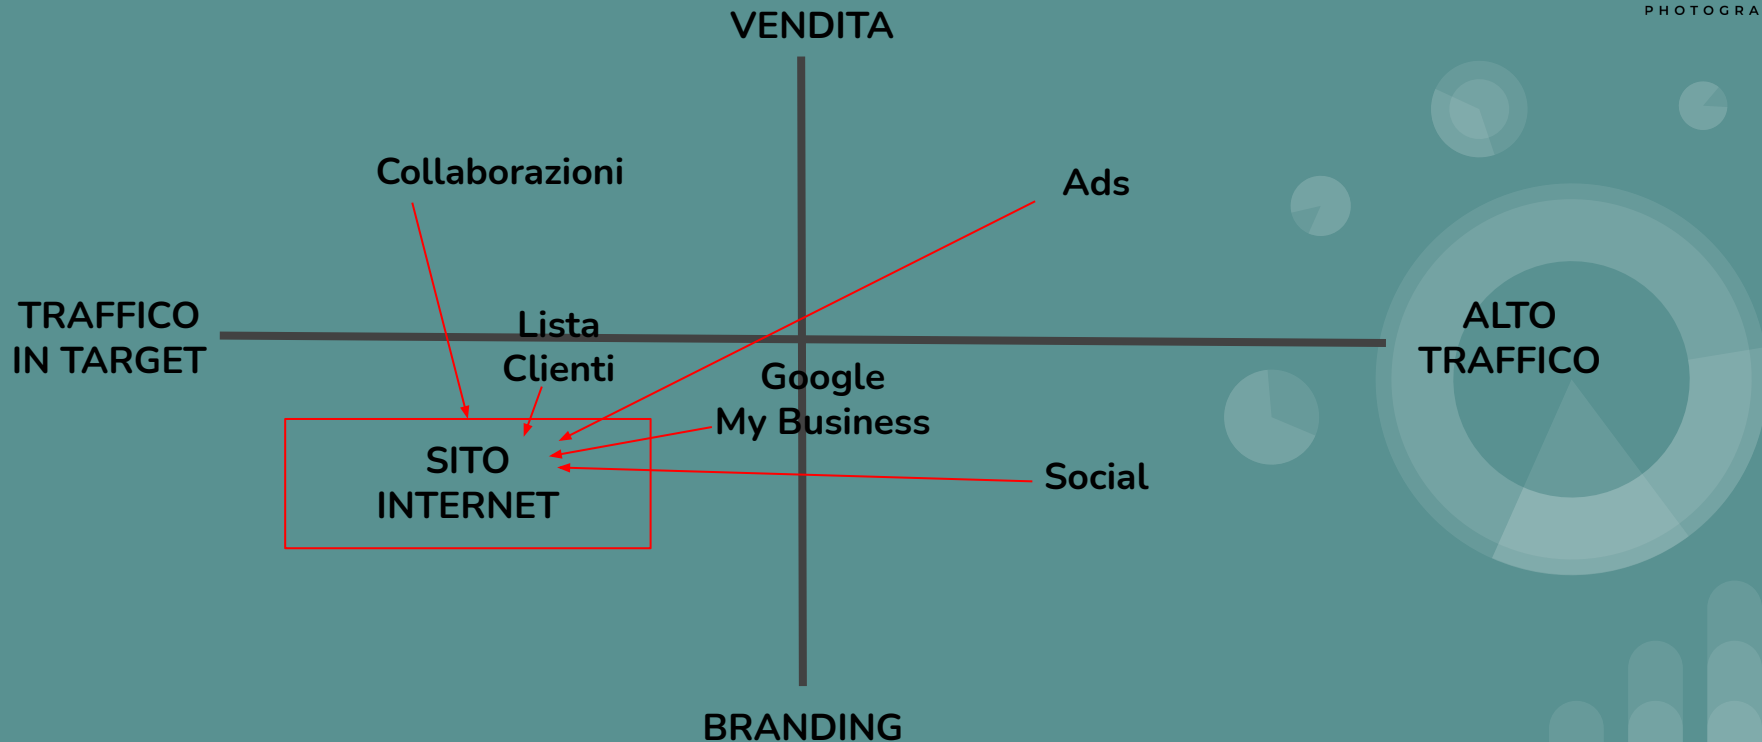 PHOTOGRA
VENDITA
Collaborazioni
Ads
TRAFFICO
IN TARGET
Lista
Clienti
ALTO
TRAFFICO
Google
My Business
SITO
INTERNET
Social
BRANDING